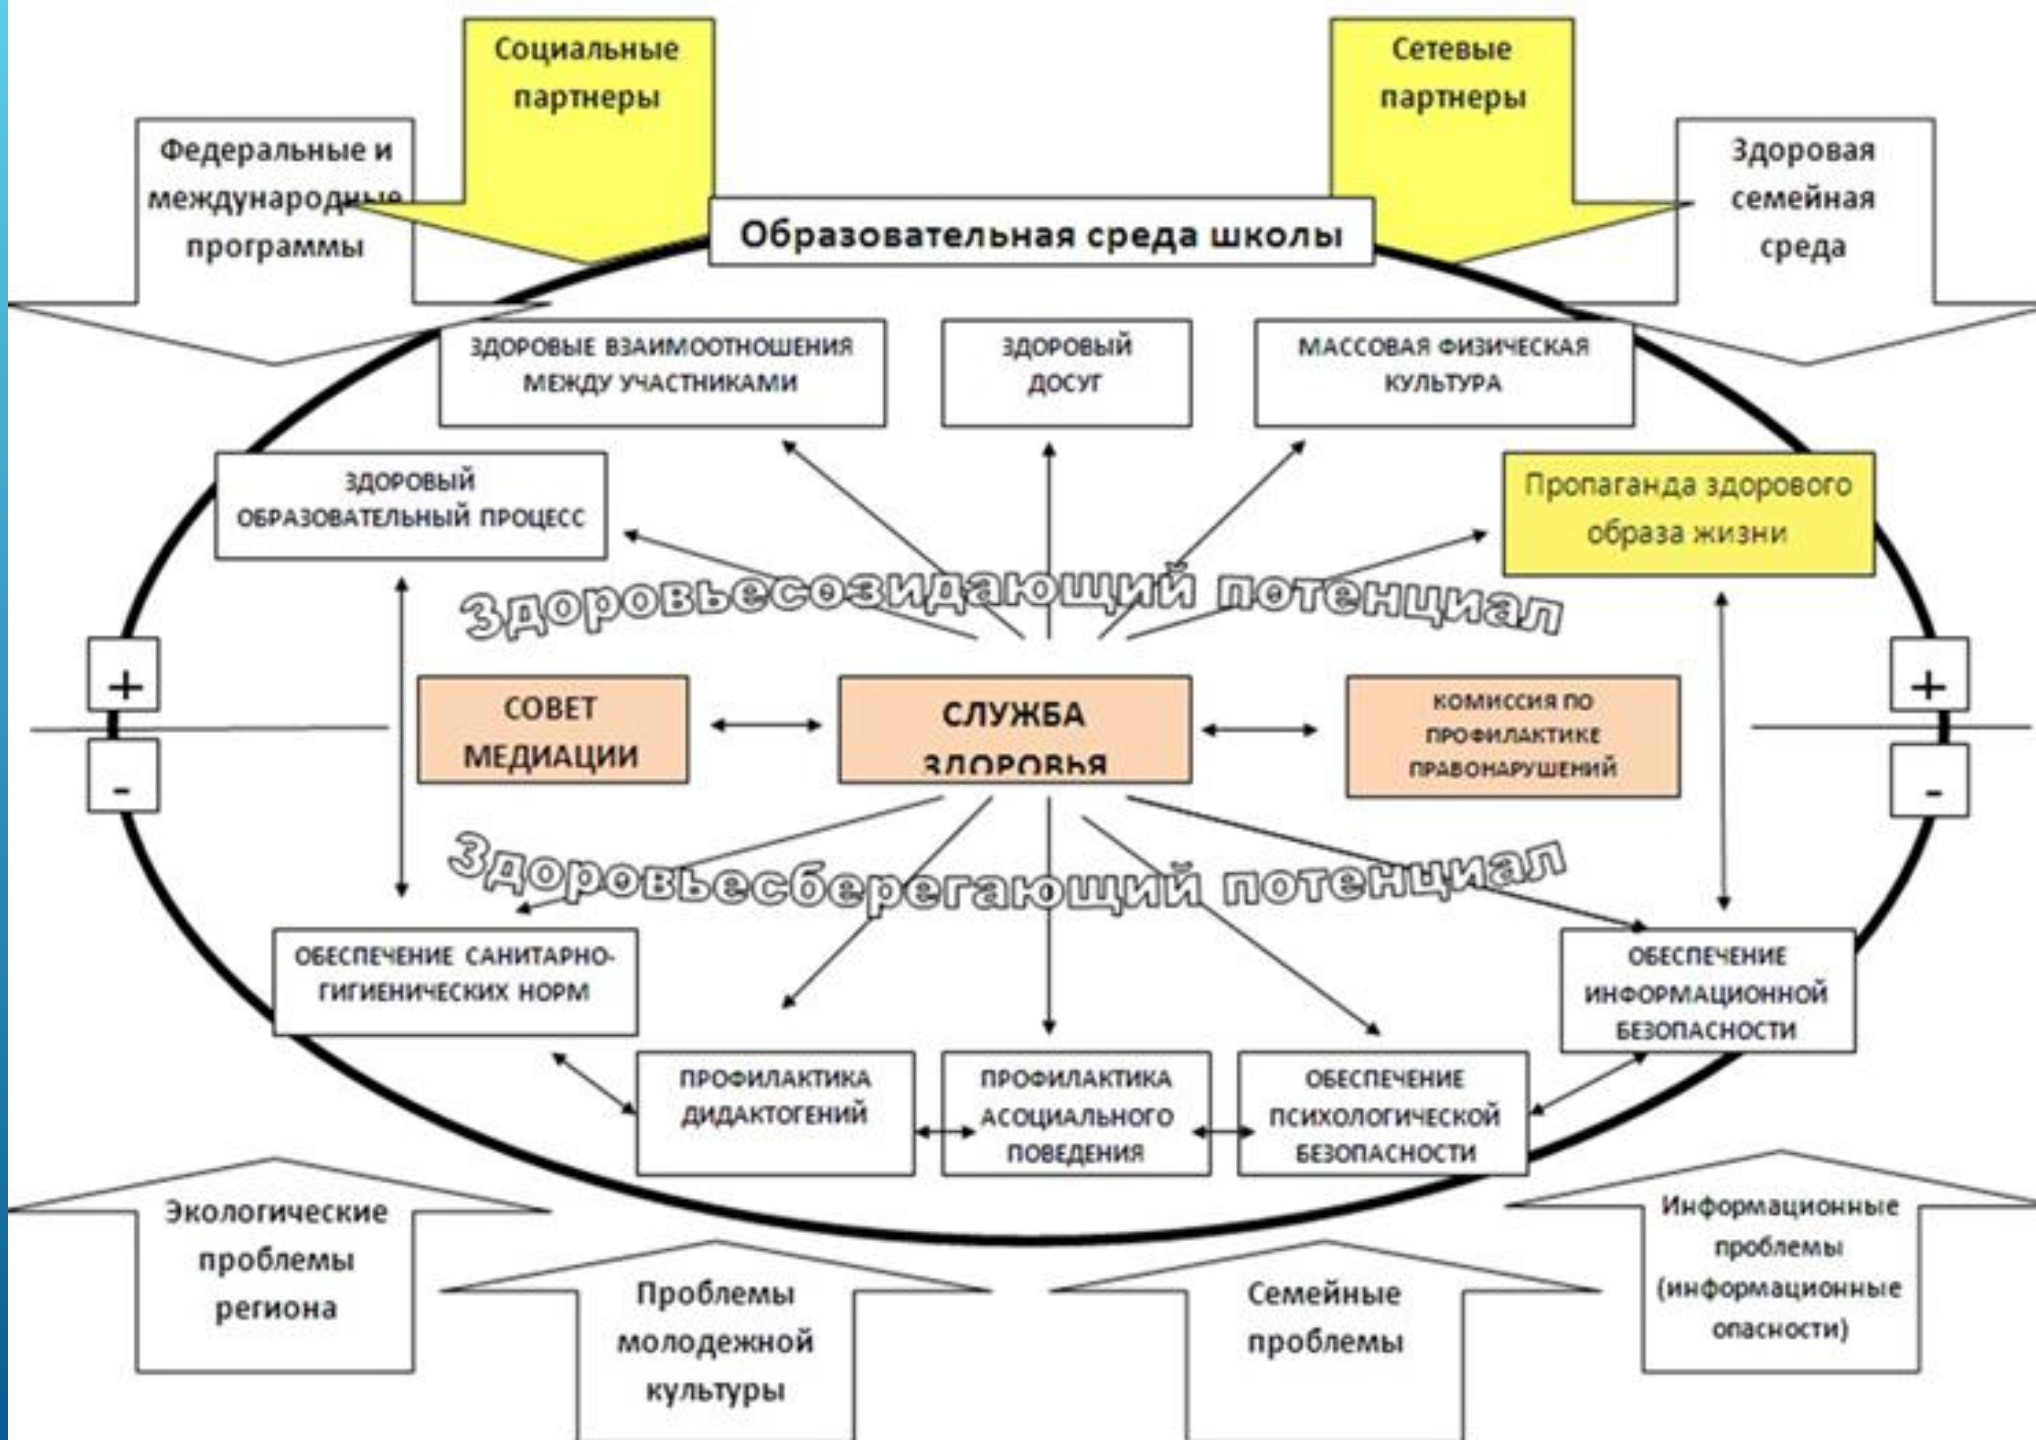 Социальные
партнеры
Сетевые
партнеры
Федеральные и
международные
программы
Здоровая
семейная
среда
Образовательная среда школы
ЗДОРОВЫЕ ВЗАИМООТНОШЕНИЯ
МЕЖДУ УЧАСТНИКАМИ
ЗДОРОВЫЙ
ДОСУГ
МАССОВАЯ ФИЗИЧЕСКАЯ
КУЛЬТУРА
ЗДОРОВЫЙ
ОБРАЗОВАТЕЛЬНЫЙ ПРОЦЕСС
Пропаганда здорового
образа жизни
Здоровьесозидающий потенциал
+
-
СОВЕТ
МЕДИАЦИИ
СЛУЖБА
ЗДОРОВЬЯ
КОМИССИЯ ПО
ПРОФИЛАКТИКЕ
ПРАВОНАРУШЕНИЙ
+
-
Здоровьесберегающий потенциал
ОБЕСПЕЧЕНИЕ САНИТАРНО-
ГИГИЕНИЧЕСКИХ НОРМ
ОБЕСПЕЧЕНИЕ
ИНФОРМАЦИОННОЙ
БЕЗОПАСНОСТИ
ПРОФИЛАКТИКА
ДИДАКТОГЕНИЙ
ПРОФИЛАКТИКА
АСОЦИАЛЬНОГО
ПОВЕДЕНИЯ
ОБЕСПЕЧЕНИЕ
ПСИХОЛОГИЧЕСКОЙ
БЕЗОПАСНОСТИ
Экологические
проблемы
региона
Проблемы
молодежной
культуры
Семейные
проблемы
Информационные
проблемы
(информационные
опасности)